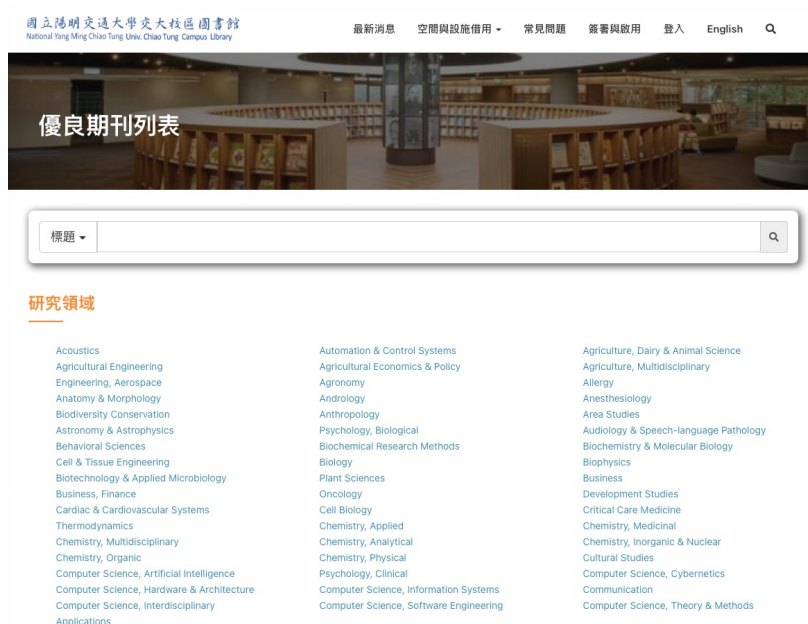 國立陽明交通大學交大校區圖書館
National Yang Ming Chiao Tung Univ. Chiao Tung Campus Library
最新消息 空間與設施借用 常見問題 簽署與啟用 登入 English
優良期刊列表
標題
研究領域
Acoustics Automation & Control Systems Agriculture, Dairy & Animal Science
Agricultural Engineering Agricultural Economics & Policy Agriculture, Multidisciplinary
Engineering, Aerospace Agronomy Allergy
Anatomy & Morphology Andrology Anesthesiology
Biodiversity Conservation Anthropology Area Studies
Astronomy & Astrophysics Psychology, Biological Audiology & Speech-language Pathology
Behavioral Sciences Biochemical Research Methods Biochemistry & Molecular Biology
Cell & Tissue Engineering Biology Biophysics
Biotechnology & Applied Microbiology Plant Sciences Business
Business, Finance Oncology Development Studies
Cardiac & Cardiovascular Systems Cell Biology Critical Care Medicine
Thermodynamics Chemistry, Applied Chemistry, Medicinal
Chemistry, Multidisciplinary Chemistry, Analytical Chemistry, Inorganic & Nuclear
Chemistry, Organic Chemistry, Physical Cultural Studies
Computer Science, Artificial Intelligence Psychology, Clinical Computer Science, Cybernetics
Computer Science, Hardware & Architecture Computer Science, Information Systems Communication
Computer Science, Interdisciplinary Computer Science, Software Engineering Computer Science, Theory & Methods
Applications